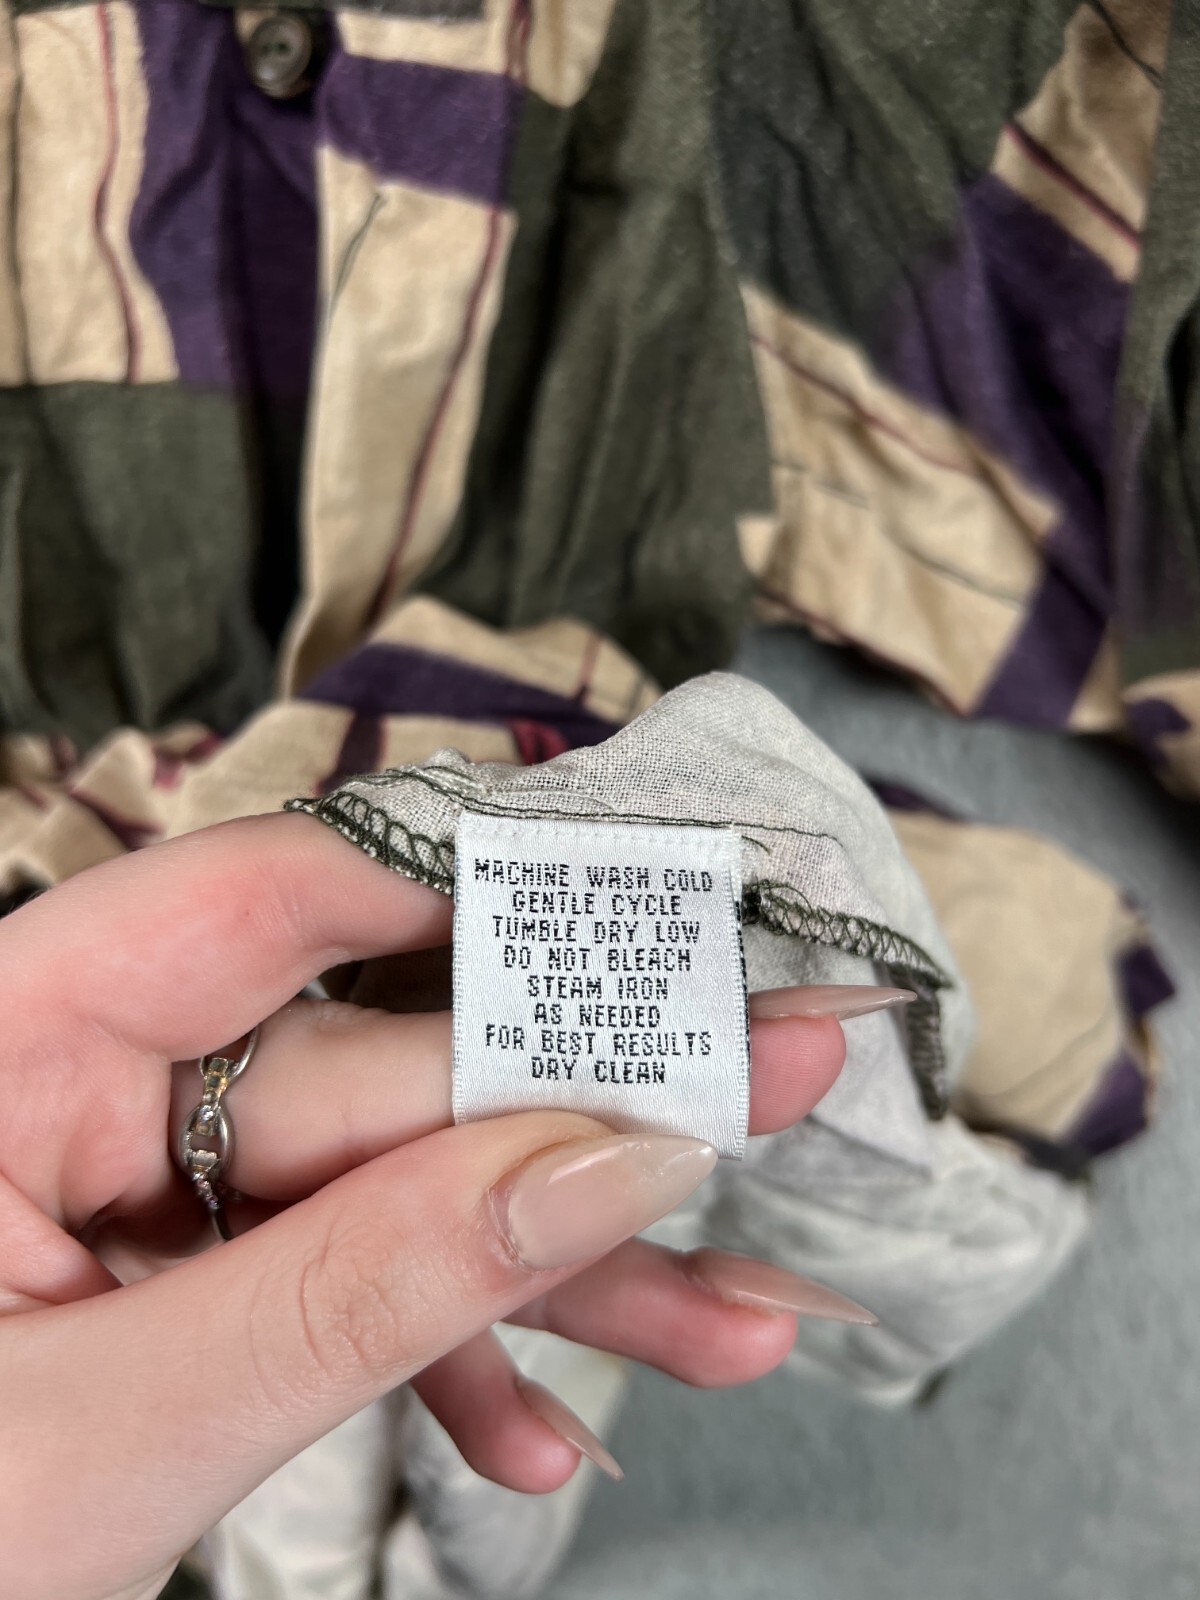 MACHINE WASH COLD
GENTLE CYCLE
TUMBLE DRY LOW
DO NOT BLEACH
STEAM IRON
AS NEEDED
FOR BEST RESULTS
DRY CLEAN